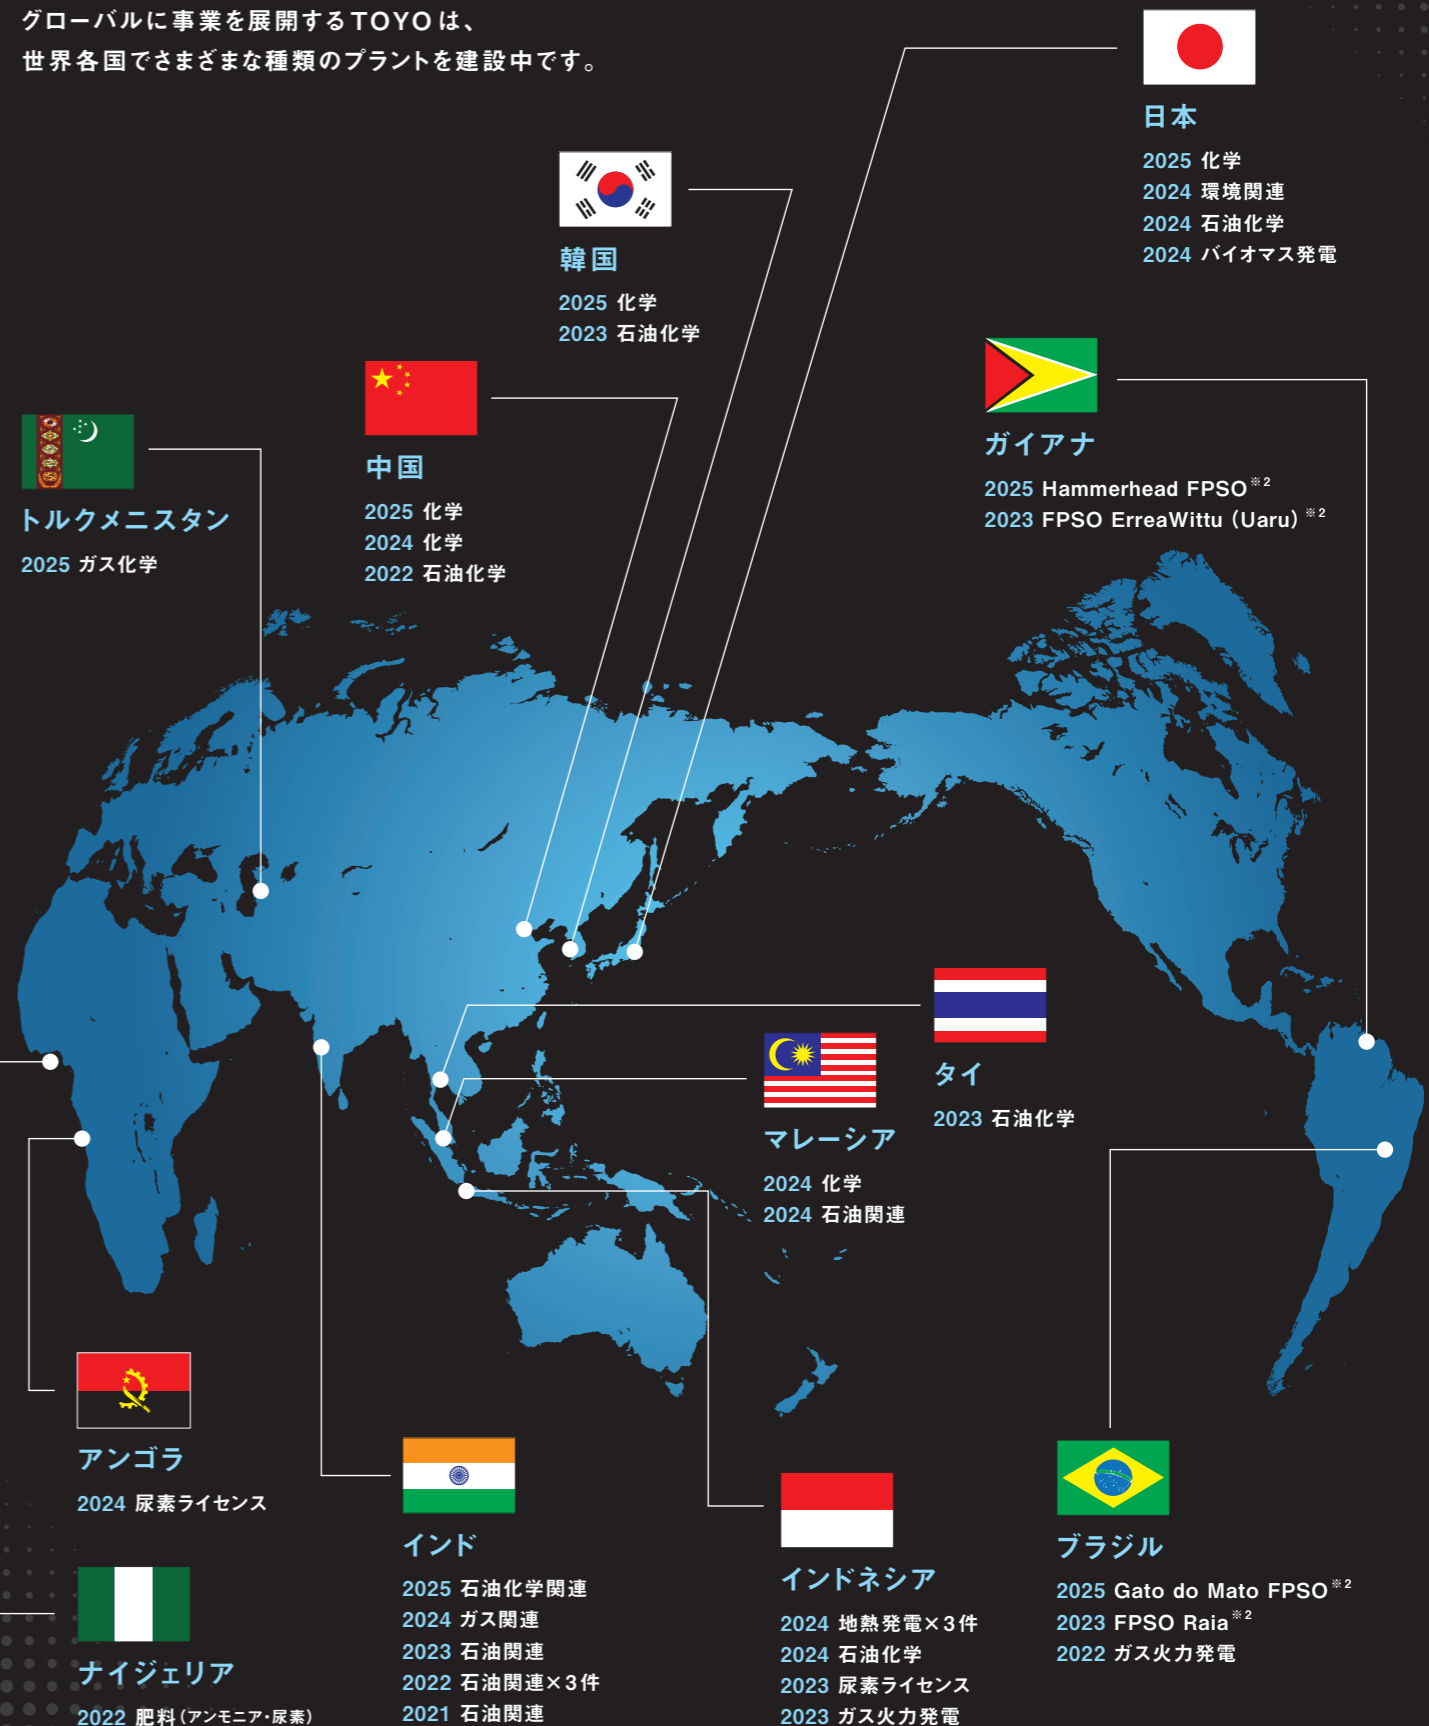 グローバルに事業を展開するTOYOは、
世界各国でさまざまな種類のプラントを建設中です。
日本
2025 化学
2024 環境関連
2024 石油化学
2024 バイオマス発電
韓国
2025 化学
2023 石油化学
中国
2025 化学
2024 化学
2022 石油化学
トルクメニスタン
2025 ガス化学
ガイアナ
2025 Hammerhead FPSO※2
2023 FPSO ErreaWittu (Uaru)※2
タイ
2023 石油化学
マレーシア
2024 化学
2024 石油関連
アンゴラ
2024 尿素ライセンス
ナイジェリア
2022 肥料(アンモニア・尿素)
インド
2025 石油化学関連
2024 ガス関連
2023 石油関連
2022 石油関連×3件
2021 石油関連
インドネシア
2024 地熱発電×3件
2024 石油化学
2023 尿素ライセンス
2023 ガス火力発電
ブラジル
2025 Gato do Mato FPSO※2
2023 FPSO Raia※2
2022 ガス火力発電